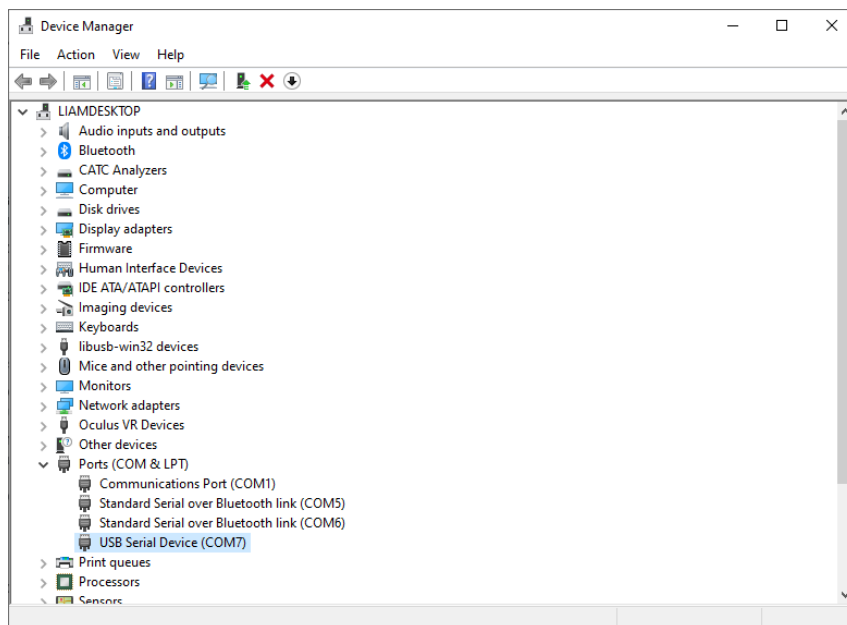 Device Manager
File Action View Help
LIAMDESKTOP
Audio inputs and outputs
Bluetooth
CATC Analyzers
Computer
Disk drives
Display adapters
Firmware
Human Interface Devices
IDE ATA/ATAPI controllers
Imaging devices
Keyboards
libusb-win32 devices
Mice and other pointing devices
Monitors
Network adapters
Oculus VR Devices
Other devices
Ports (COM & LPT)
Communications Port (COM1)
Standard Serial over Bluetooth link (COM5)
Standard Serial over Bluetooth link (COM6)
USB Serial Device (COM7)
Print queues
Processors
Sensors